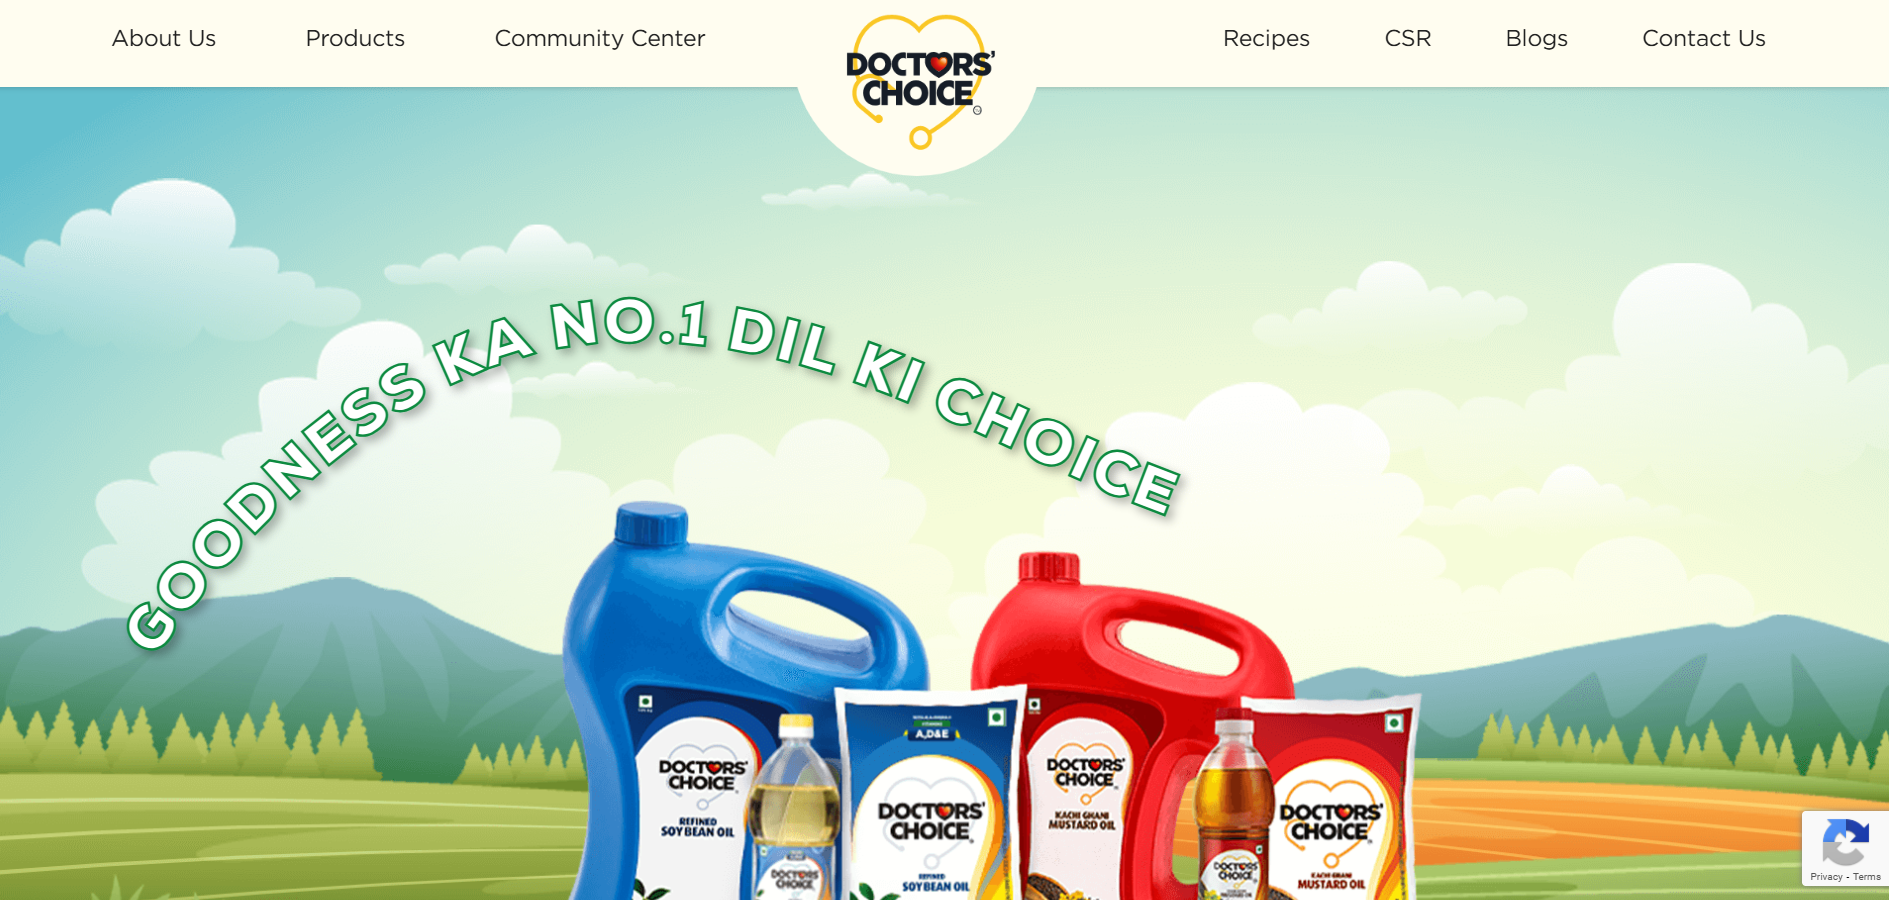 About Us
Products
Community Center
DOCTORS'
CHOICE
Recipes
CSR
Blogs
Contact Us
GOODNESS KA NO.1 DIL KI CHOICE
DOCTORS'
CHOICE
REFINED
SOYBEAN OIL
DOCTORS'
CHOICE
A,D&E
DOCTORS'
CHOICE
REFINED
SOYBEAN OIL
DOCTORS'
CHOICE
KACHI GHANI
MUSTARD OIL
DOCTORS'
CHOICE
DOCTORS'
CHOICE
KACHI GHANI
MUSTARD OIL
Privacy - Terms